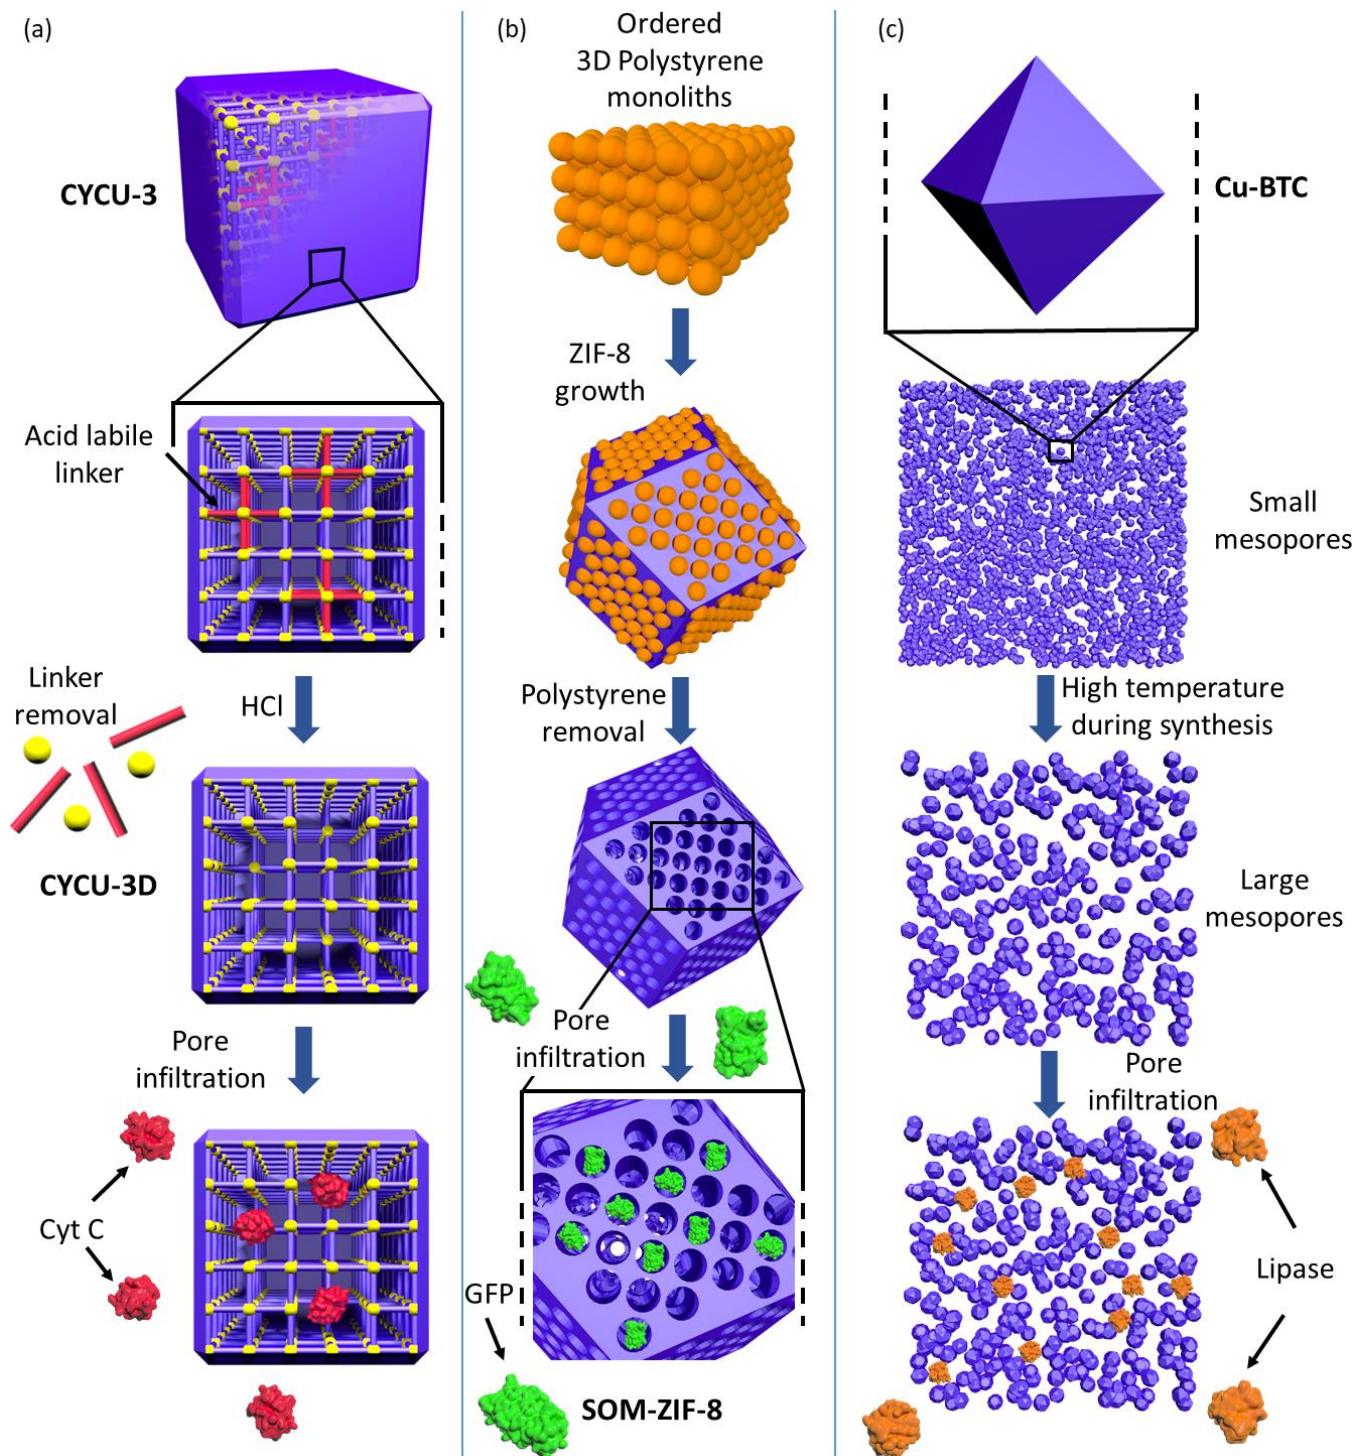 (a)
CYCU-3
Acid labile
linker
Linker
removal
HCl
CYCU-3D
Pore
infiltration
Cyt C
(b)
Ordered
3D Polystyrene
monoliths
ZIF-8
growth
Polystyrene
removal
Pore
infiltration
GFP
SOM-ZIF-8
(c)
Cu-BTC
Small
mesopores
High temperature
during synthesis
Large
mesopores
Pore
infiltration
Lipase